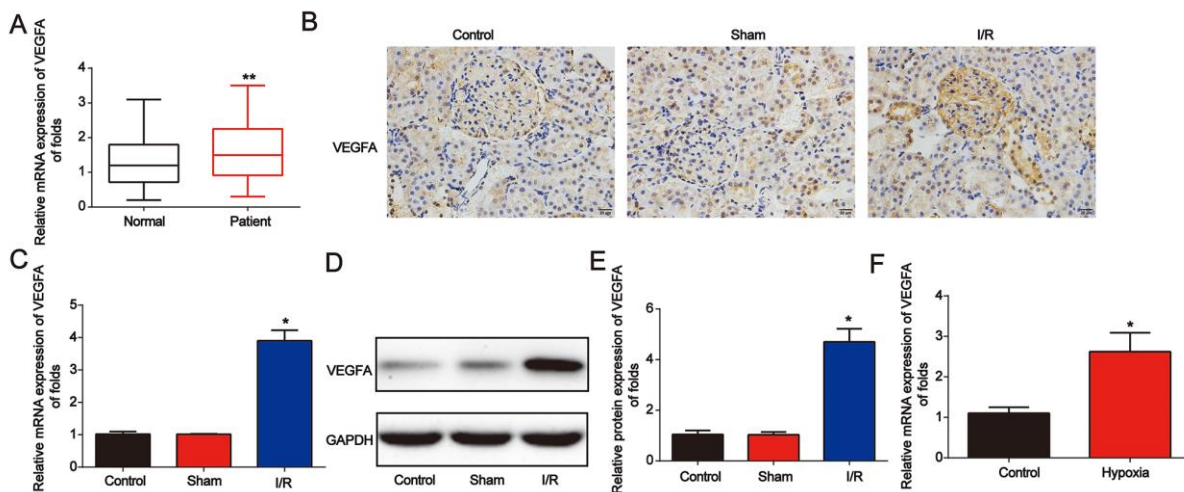 A
Relative mRNA expression of VEGFA
of folds
4
3
2
1
0
**
Normal
Patient
B
Control
Sham
I/R
VEGFA
C
Relative mRNA expression of VEGFA
of folds
5
4
3
2
1
0
*
Control
Sham
I/R
D
VEGFA
GAPDH
Control
Sham
I/R
E
Relative protein expression of VEGFA
of folds
6
4
2
0
*
Control
Sham
I/R
F
Relative mRNA expression of VEGFA
of folds
4
3
2
1
0
*
Control
Hypoxia